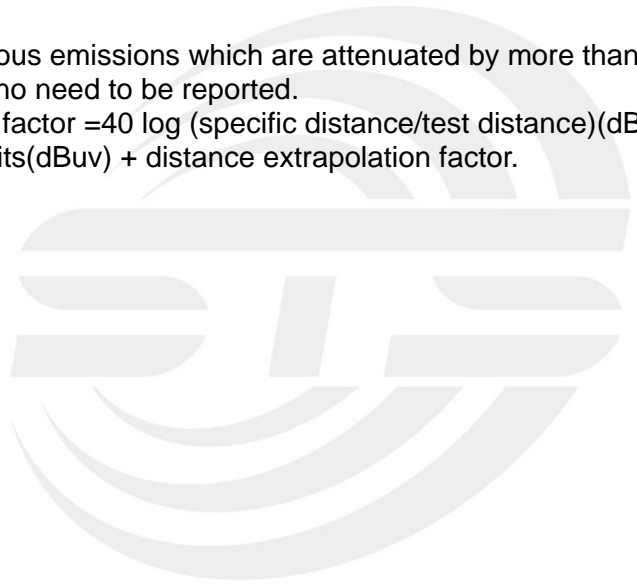 ous emissions which are attenuated by more than
no need to be reported.
factor =40 log (specific distance/test distance)(dB
its(dBuv) + distance extrapolation factor.
STS